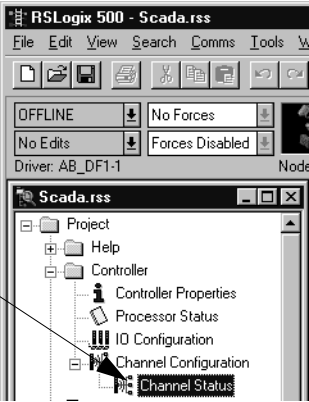 RSLogix 500 - Scada.rss
File Edit View Search Comms Tools
OFFLINE No Forces
No Edits Forces Disabled
Driver: AB_DF1-1 Node
Scada.rss
Project
Help
Controller
Controller Properties
Processor Status
IO Configuration
Channel Configuration
Channel Status